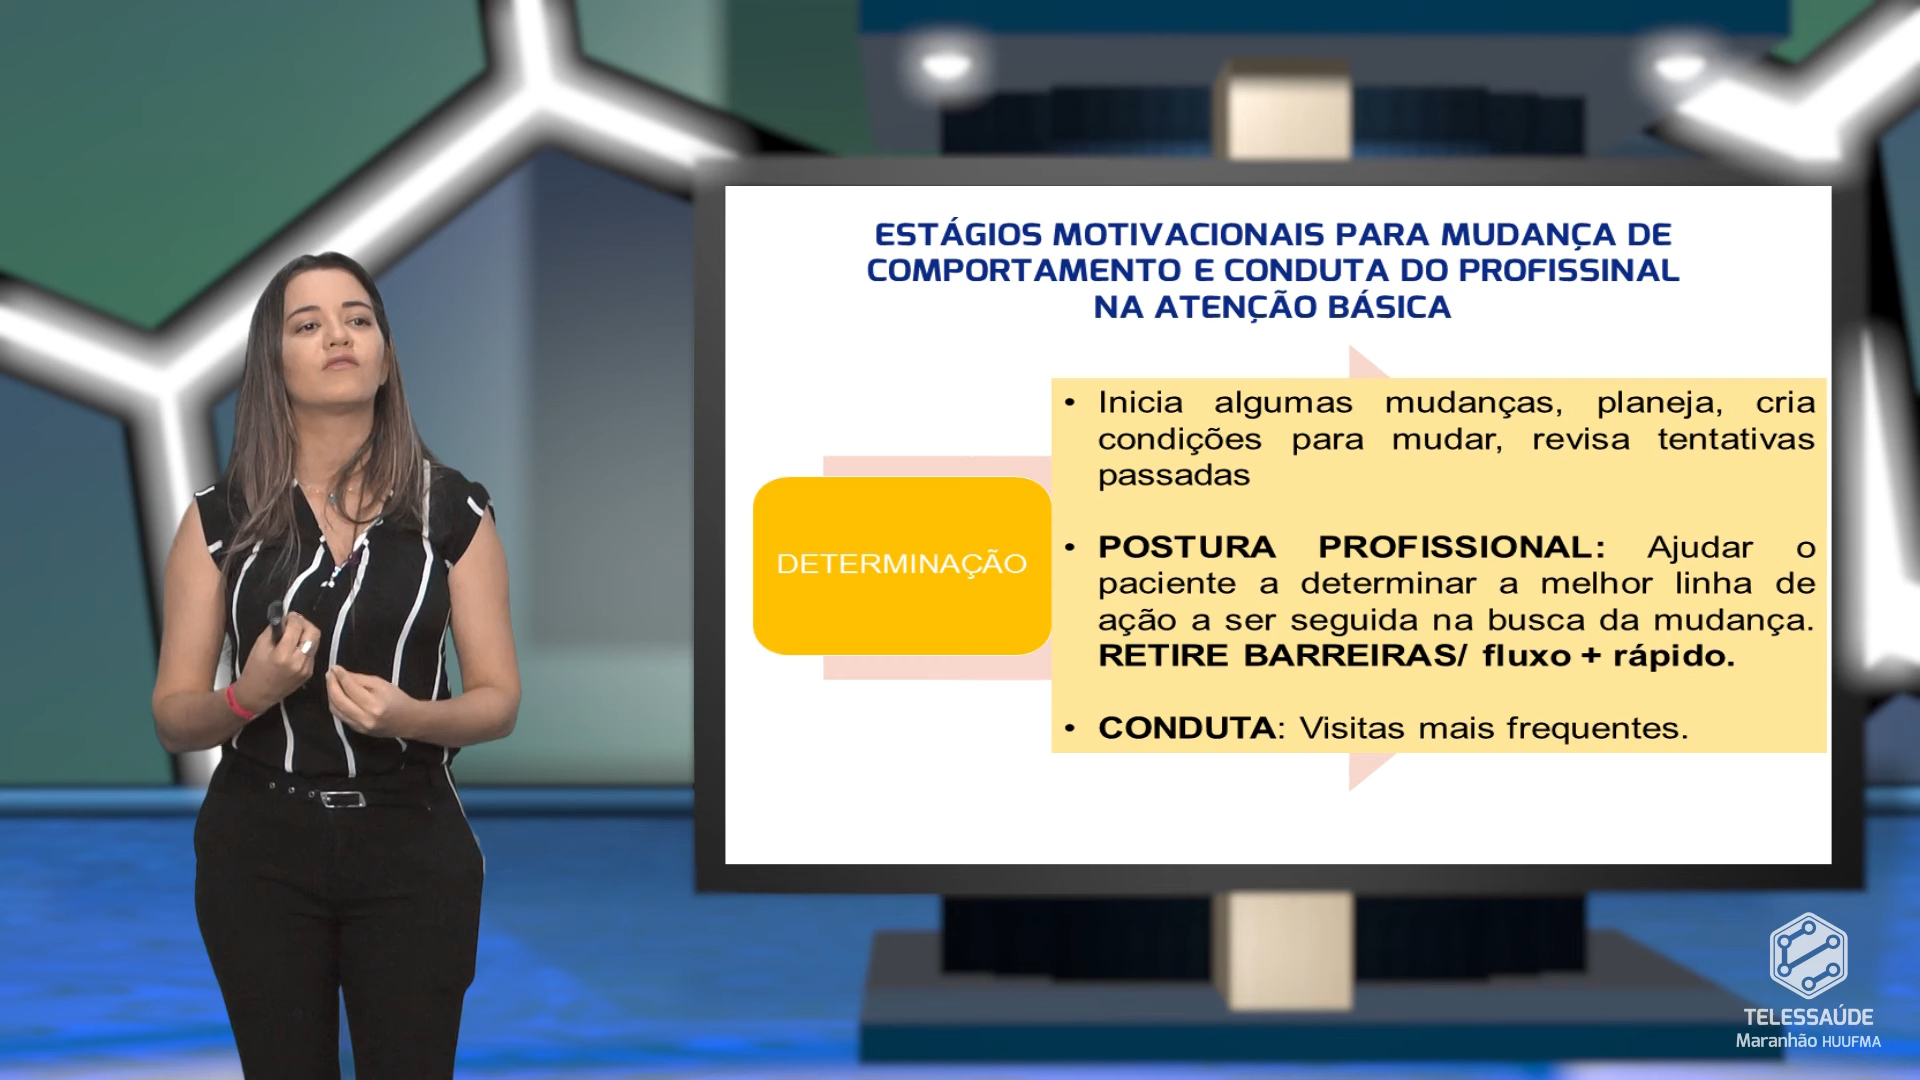 ESTÁGIOS MOTIVACIONAIS PARA MUDANÇA DE
COMPORTAMENTO E CONDUTA DO PROFISSINAL
NA ATENÇÃO BÁSICA
DETERMINAÇÃO
• Inicia algumas mudanças, planeja, cria
condições para mudar, revisa tentativas
passadas
• POSTURA PROFISSIONAL: Ajudar o
paciente a determinar a melhor linha de
ação a ser seguida na busca da mudança.
RETIRE BARREIRAS/ fluxo + rápido.
• CONDUTA: Visitas mais frequentes.
TELESSAÚDE
Maranhão HUUFMA